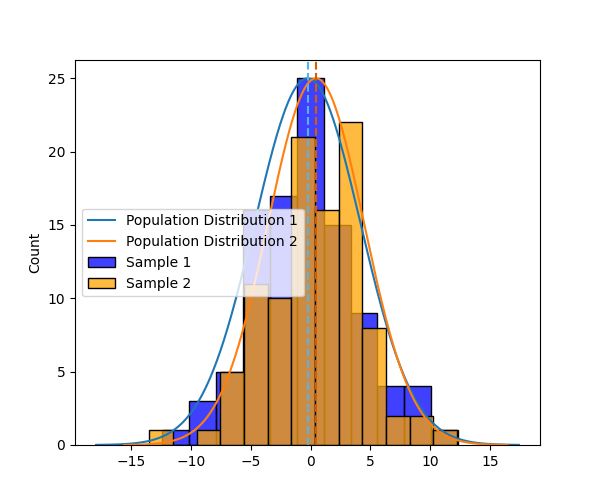 25
20
15
10
5
0
Count
Population Distribution 1
Population Distribution 2
Sample 1
Sample 2
−15 −10 −5 0 5 10 15